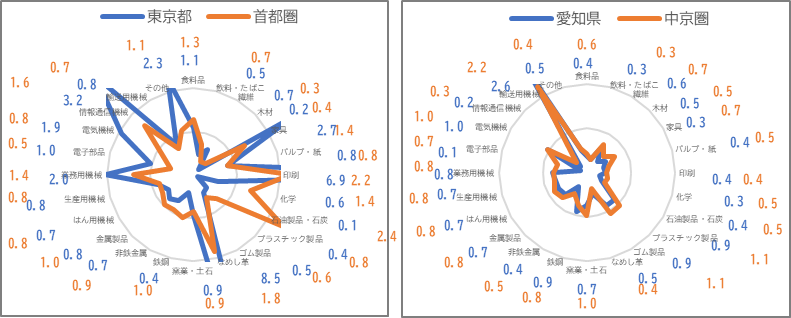 東京都 首都圏
1.3
1.1
1.1
2.3
0.7
0.5
0.7
0.8
1.6
3.2
0.3
0.7
0.2
0.4
0.8
1.9
2.7
1.4
0.5
1.0
0.8
0.8
1.4
2.0
6.9
2.2
0.8
0.8
0.6
1.4
0.7
0.1
0.8
0.8
0.4
2.4
1.0
0.7
0.5
0.8
0.9
0.4
8.5
0.6
1.0
0.9
1.8
0.9
食料品
飲料・たばこ
繊維
木材
家具
パルプ・紙
印刷
化学
石油製品・石炭
プラスチック製品
ゴム製品
なめし革
窯業・土石
鉄鋼
非鉄金属
金属製品
はん用機械
生産用機械
業務用機械
電子部品
電気機械
情報通信機械
輸送用機械
その他
愛知県 中京圏
0.6
0.4
0.4
0.5
0.3
0.3
2.2
2.6
0.7
0.6
0.3
0.2
0.5
0.5
1.0
1.0
0.7
0.3
0.7
0.5
0.4
0.8
0.8
0.4
0.4
0.8
0.7
0.5
0.3
0.8
0.7
0.5
0.4
0.8
0.7
0.9
1.1
0.8
0.4
0.9
1.1
0.5
0.9
0.5
0.4
0.8
0.7
1.0
食料品
飲料・たばこ
繊維
木材
家具
パルプ・紙
印刷
化学
石油製品・石炭
プラスチック製品
ゴム製品
なめし革
窯業・土石
鉄鋼
非鉄金属
金属製品
はん用機械
生産用機械
業務用機械
電子部品
電気機械
情報通信機械
輸送用機械
その他